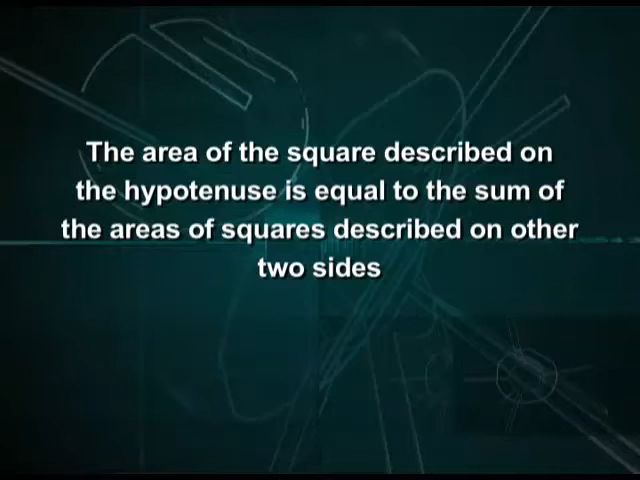 The area of the square described on
the hypotenuse is equal to the sum of
the areas of squares described on other
two sides